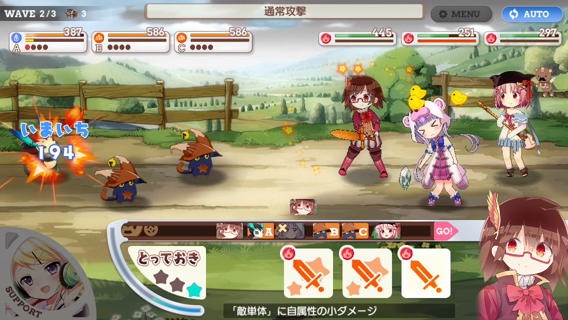 WAVE 2/3 3
通常攻撃
MENU
AUTO
387
586
586
445
251
297
A
B
C
いまいち
194
A
B
C
GO!
とっておき
SUPPORT
「敵単体」に自属性の小ダメージ